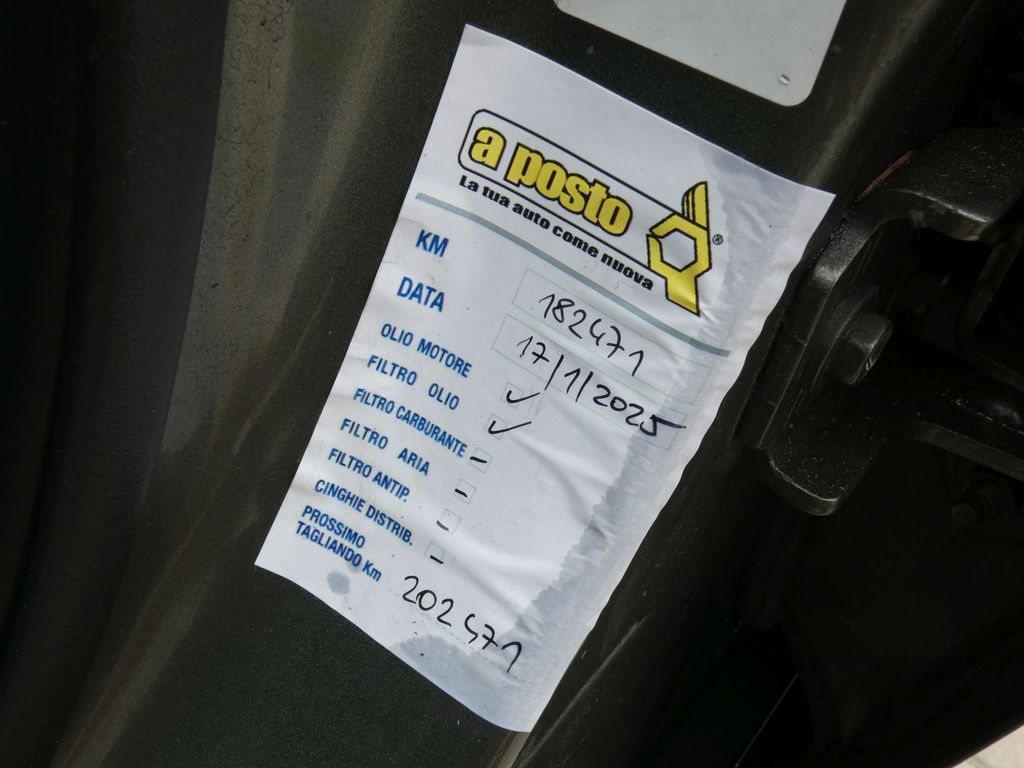 a posto
La tua auto come nuova
®
KM 182471
DATA 17/1/2025
OLIO MOTORE ✓
FILTRO OLIO ✓
FILTRO CARBURANTE -
FILTRO ARIA -
FILTRO ANTIP. -
CINGHIE DISTRIB. -
PROSSIMO
TAGLIANDO Km 202471